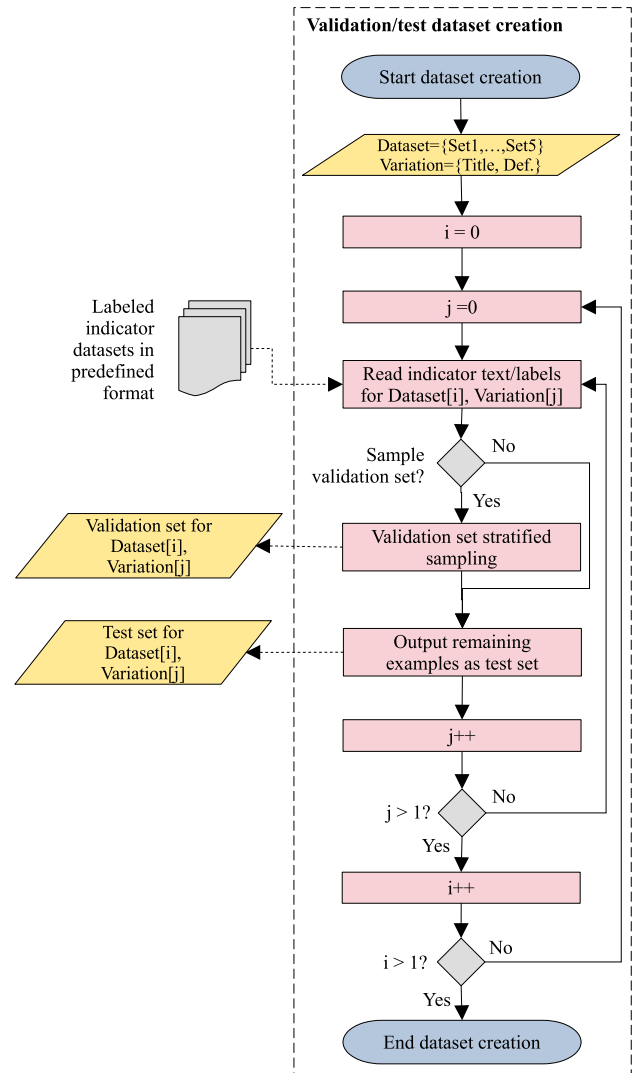 Validation/test dataset creation
Start dataset creation
Dataset={Set1,…,Set5}
Variation={Title, Def.}
i = 0
j =0
Labeled
indicator
datasets in
predefined
format
Read indicator text/labels
for Dataset[i], Variation[j]
Sample
validation set?
No
Yes
Validation set stratified
sampling
Validation set for
Dataset[i],
Variation[j]
Output remaining
examples as test set
Test set for
Dataset[i],
Variation[j]
j++
j > 1?
No
Yes
i++
i > 1?
No
Yes
End dataset creation